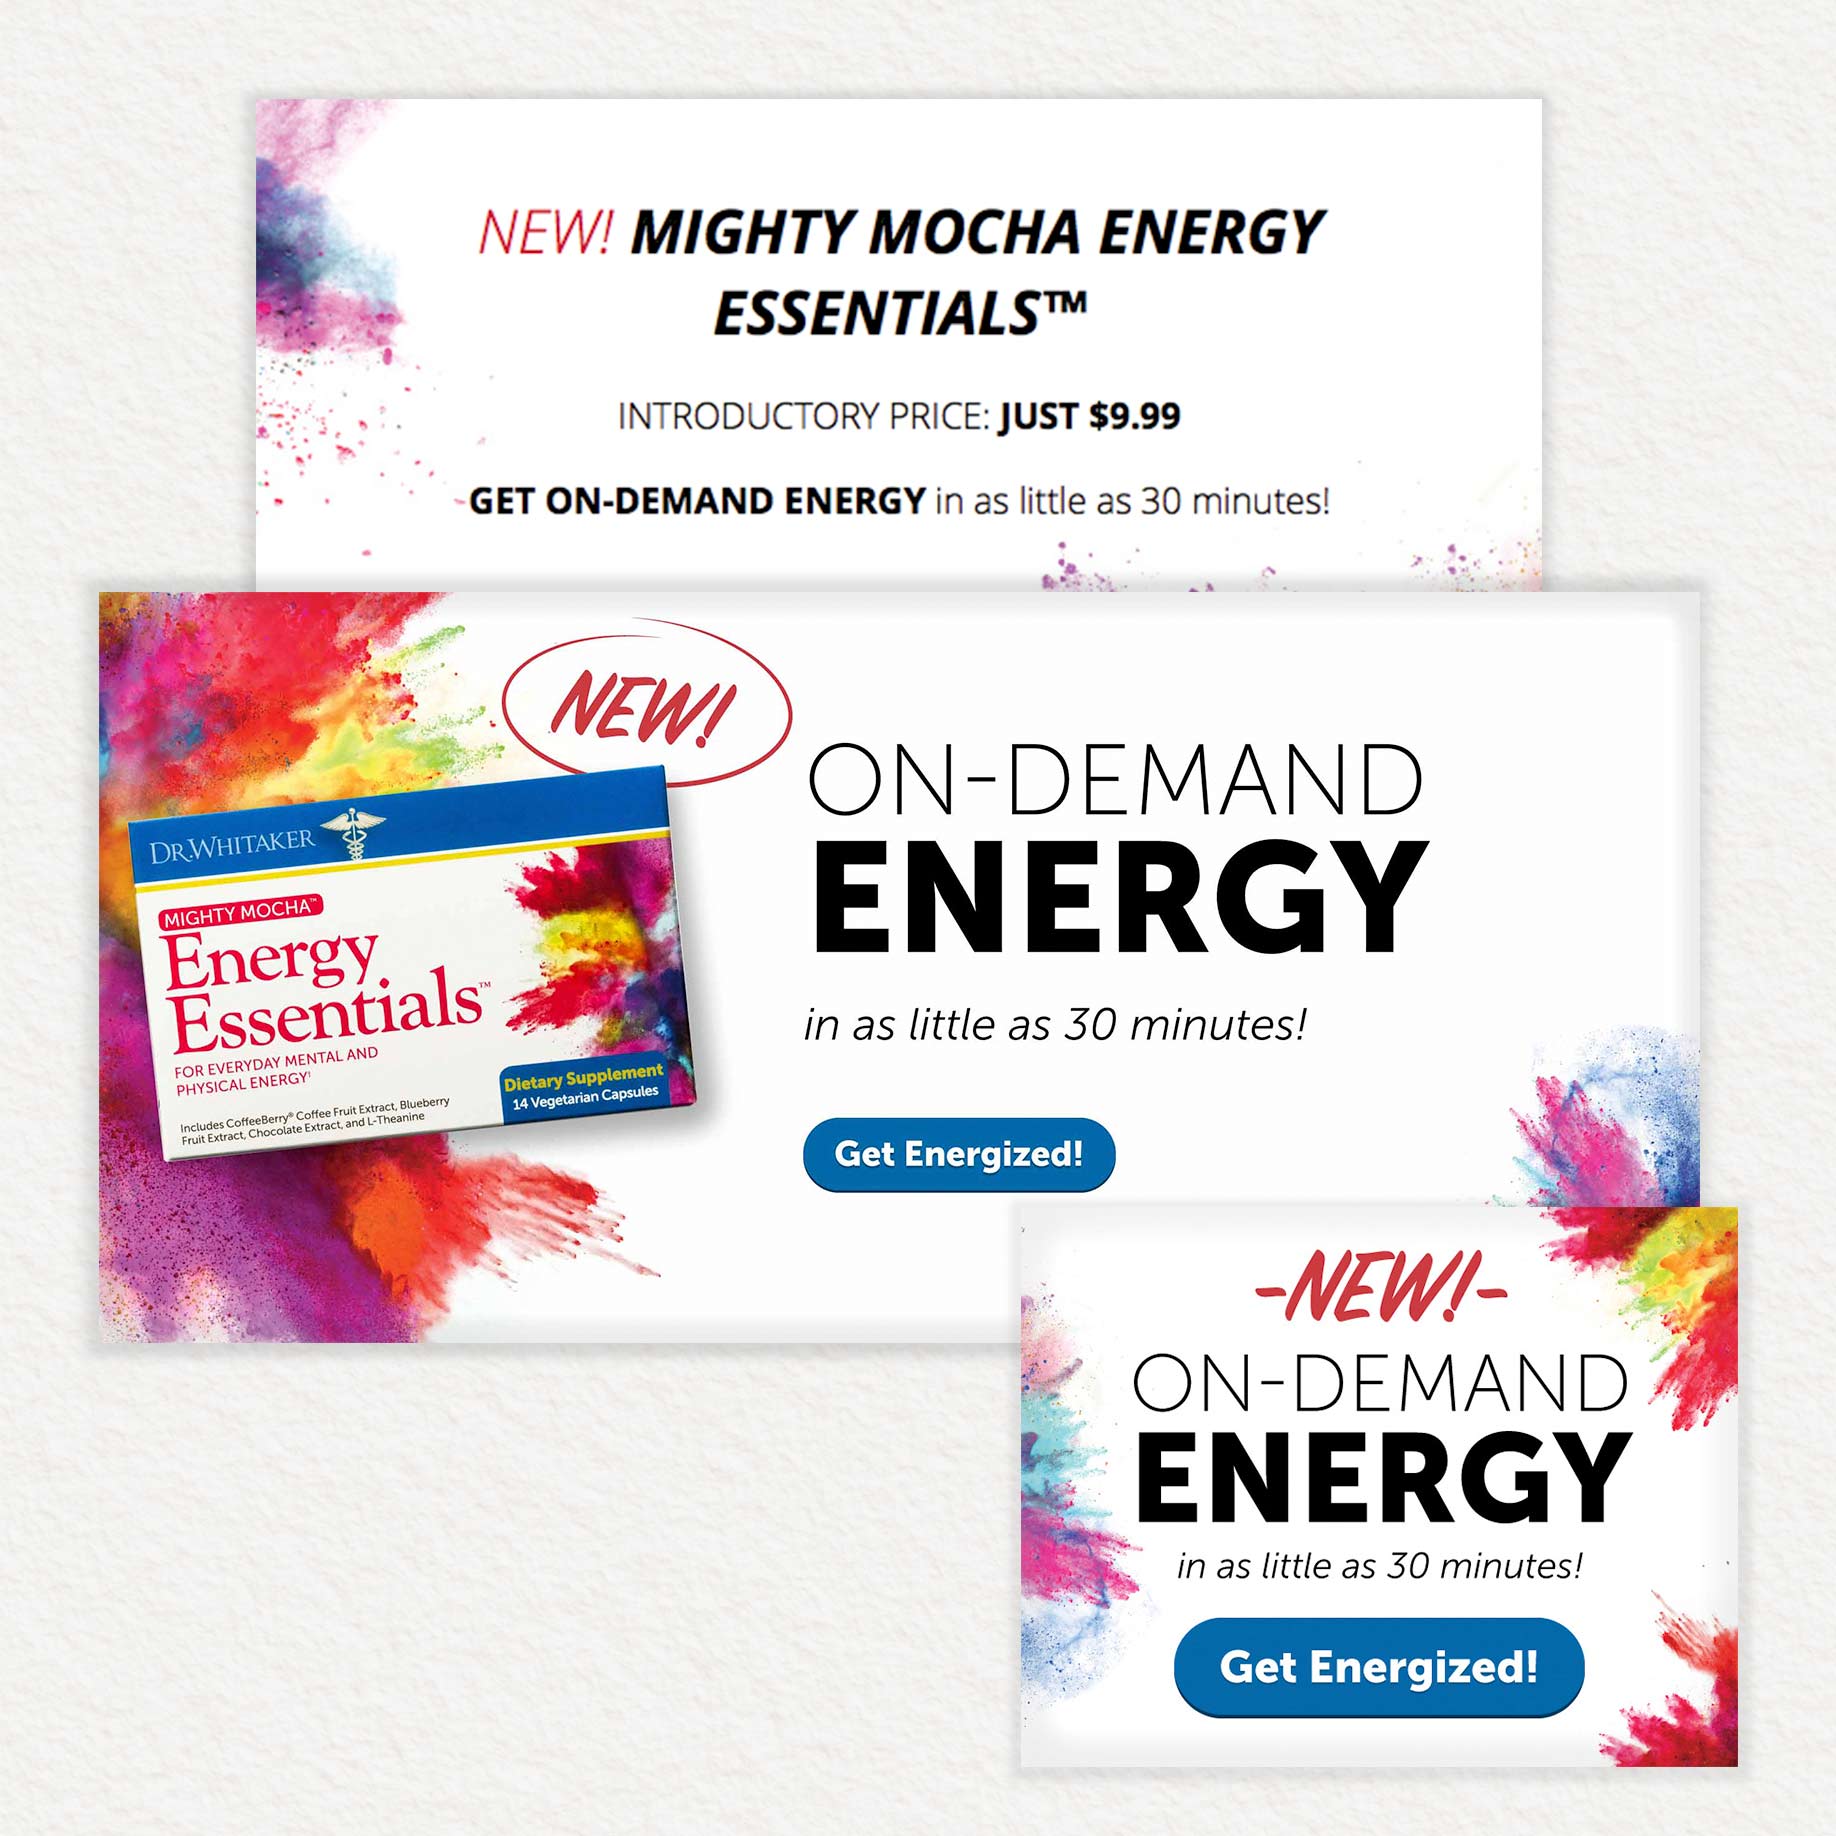 NEW! MIGHTY MOCHA ENERGY
ESSENTIALS™
INTRODUCTORY PRICE: JUST $9.99
GET ON-DEMAND ENERGY in as little as 30 minutes!
NEW!
ON-DEMAND
ENERGY
in as little as 30 minutes!
Get Energized!
DR.WHITAKER
MIGHTY MOCHA™
Energy
Essentials™
FOR EVERYDAY MENTAL AND
PHYSICAL ENERGY†
Includes CoffeeBerry® Coffee Fruit Extract, Blueberry
Fruit Extract, Chocolate Extract, and L-Theanine
Dietary Supplement
14 Vegetarian Capsules
-NEW!-
ON-DEMAND
ENERGY
in as little as 30 minutes!
Get Energized!